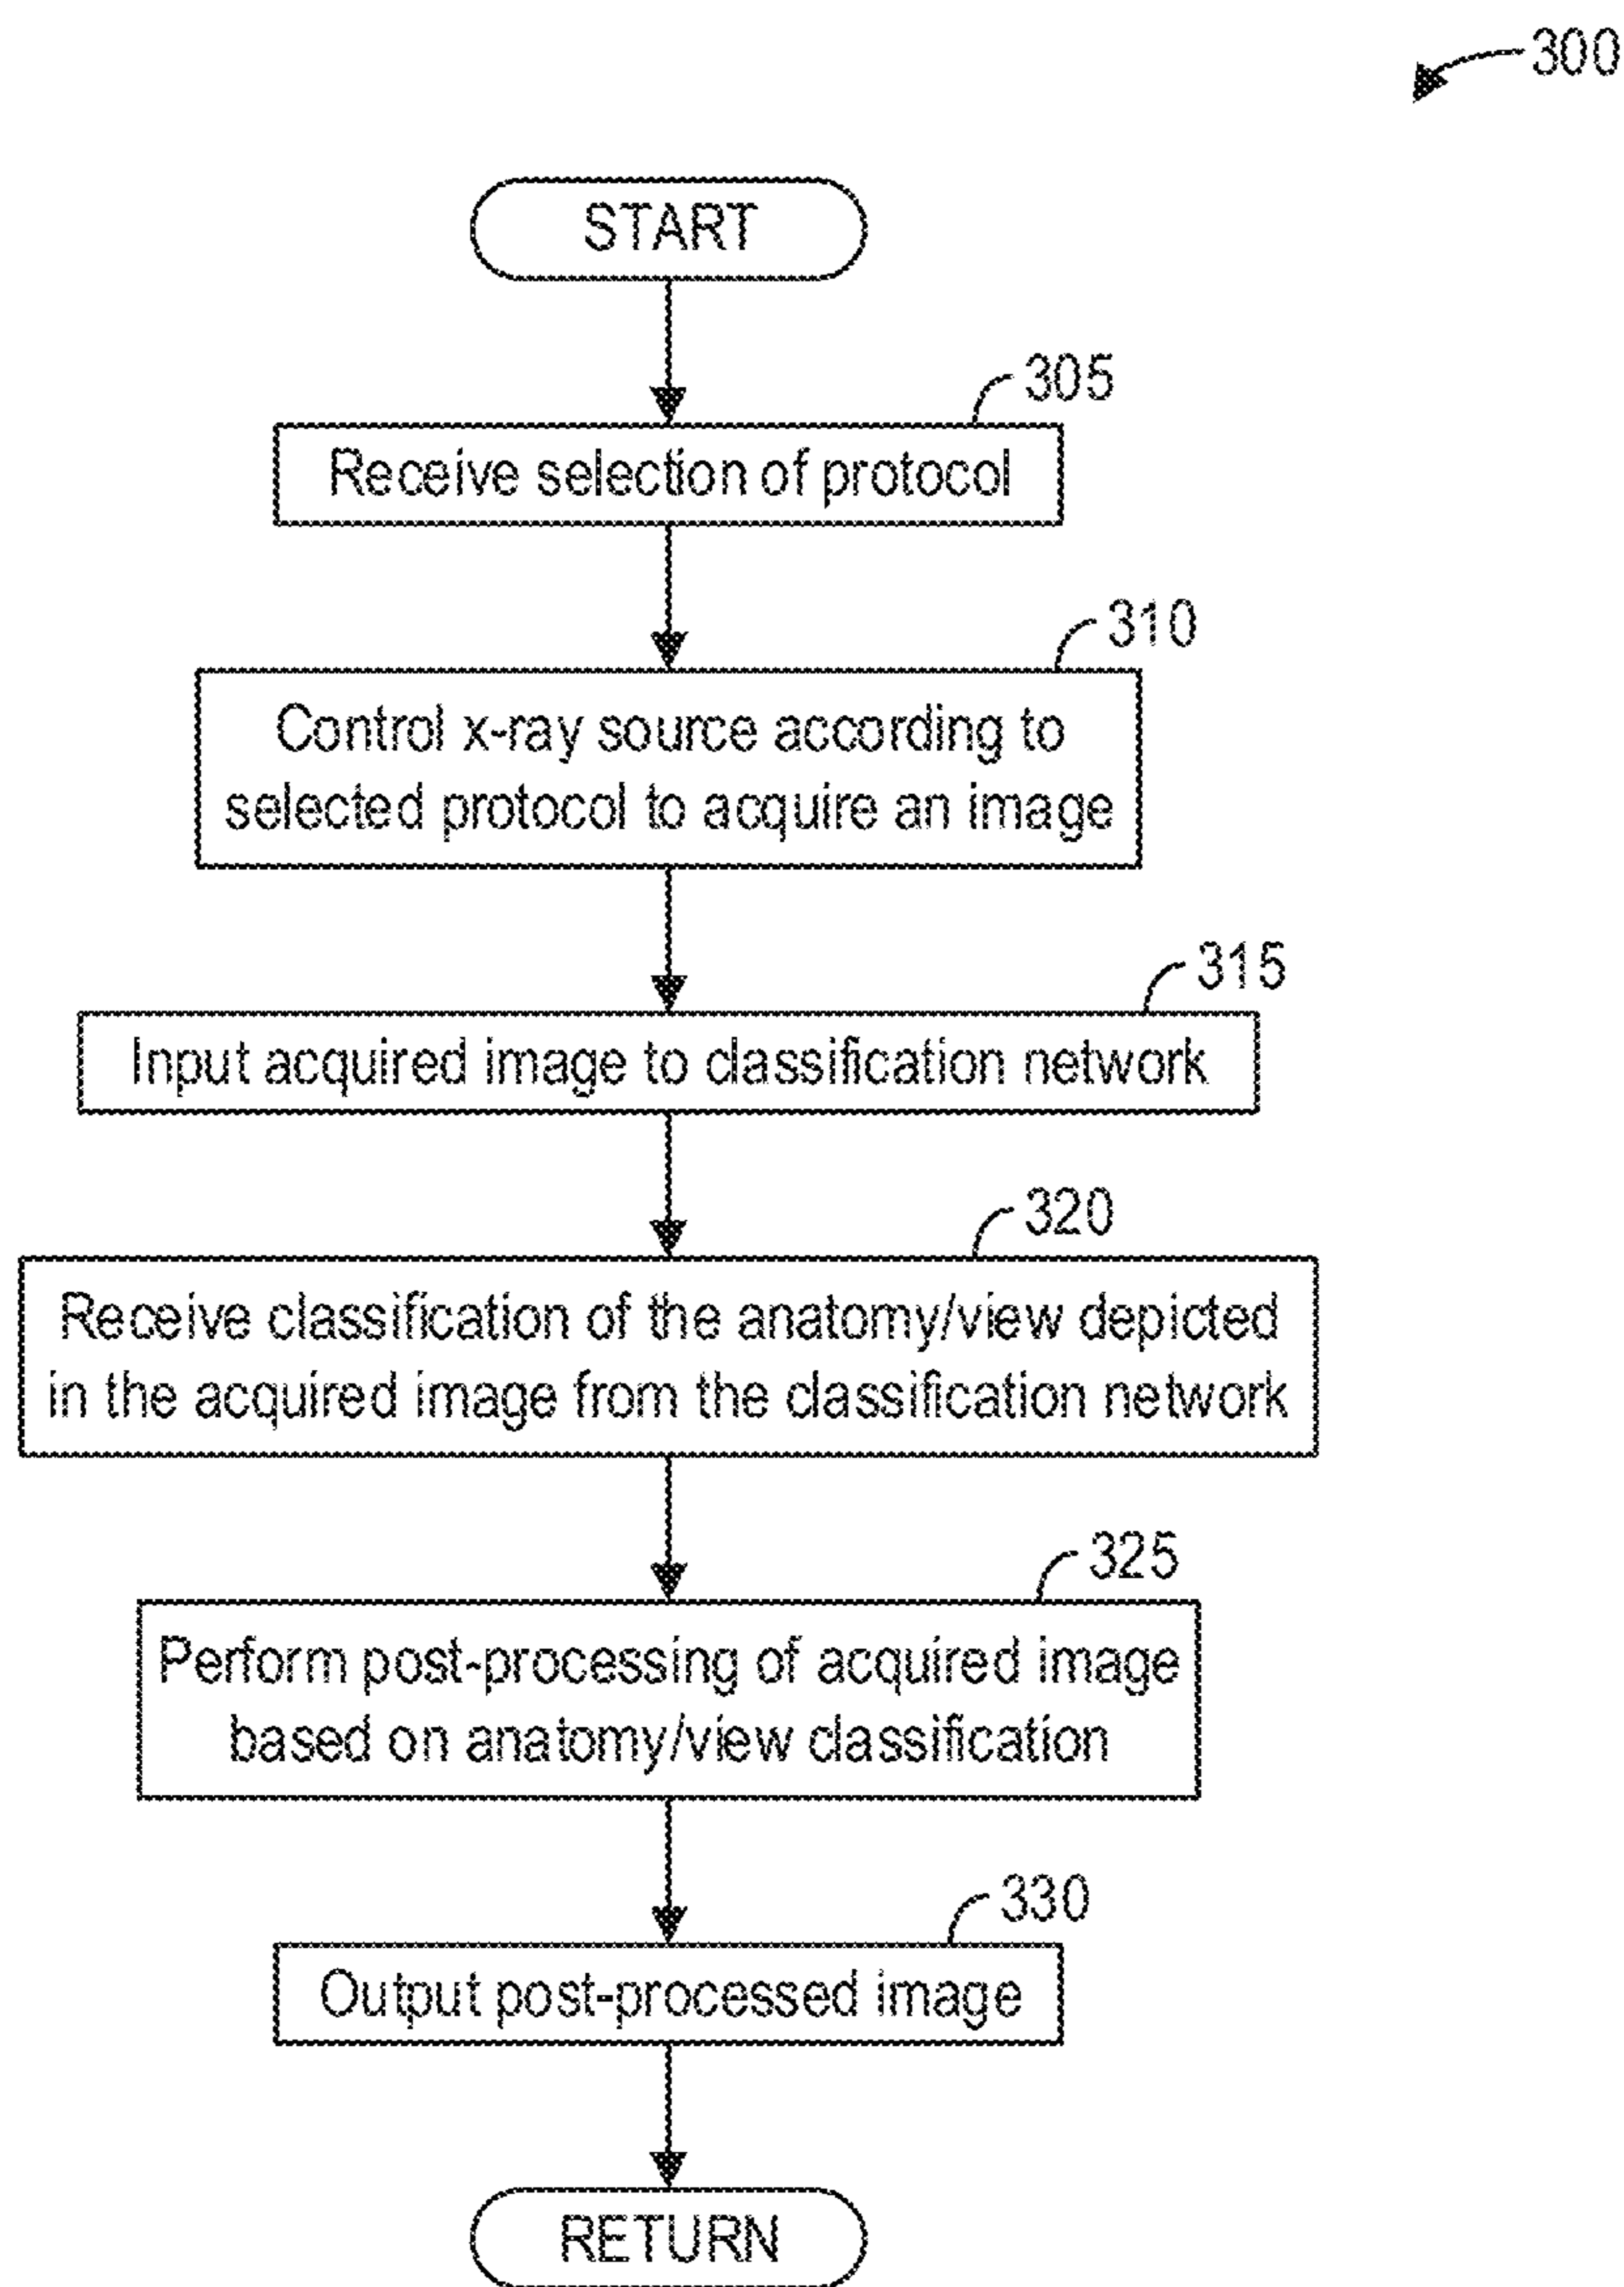 300
START
305
Receive selection of protocol
310
Control x-ray source according to
selected protocol to acquire an image
315
Input acquired image to classification network
320
Receive classification of the anatomy/view depicted
in the acquired image from the classification network
325
Perform post-processing of acquired image
based on anatomy/view classification
330
Output post-processed image
RETURN